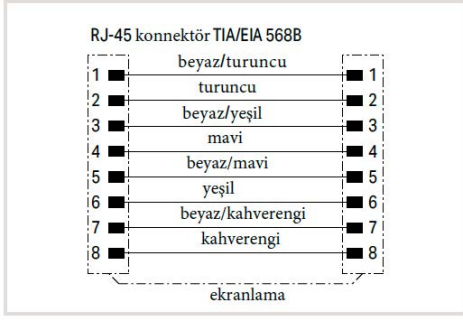 RJ-45 konnektör TIA/EIA 568B
beyaz/turuncu
1 1
turuncu
2 2
beyaz/yeşil
3 3
mavi
4 4
beyaz/mavi
5 5
yeşil
6 6
beyaz/kahverengi
7 7
kahverengi
8 8
ekranlama